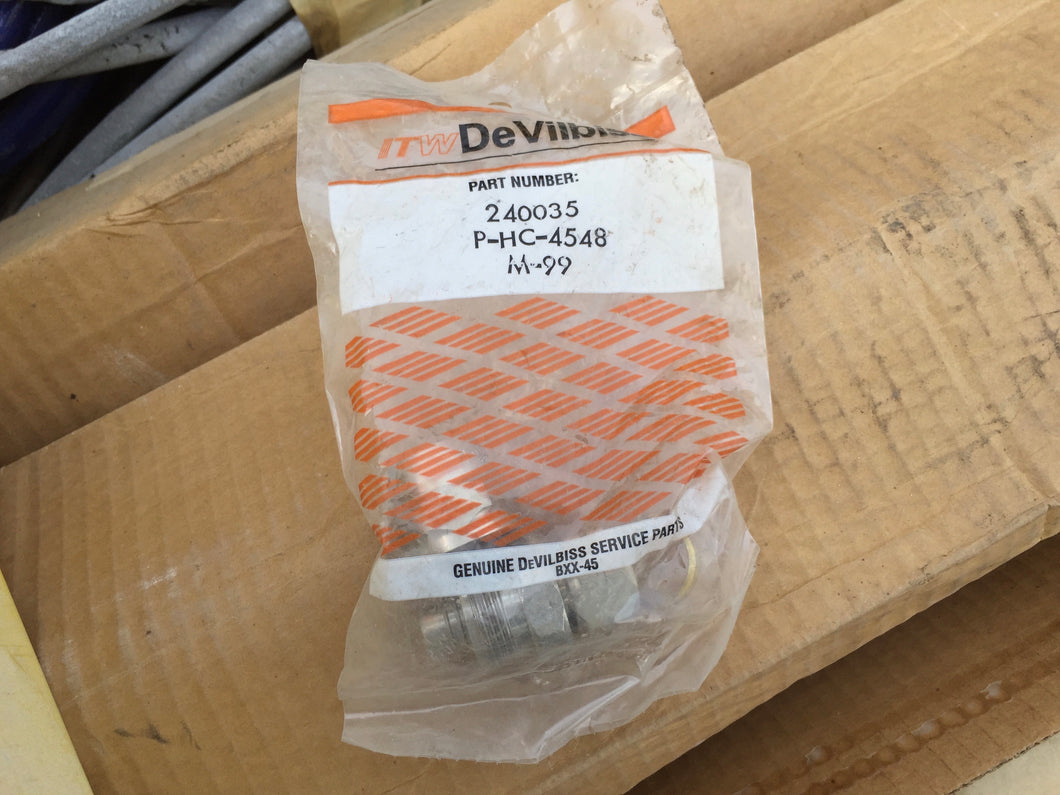 ITW DeVilbiss
PART NUMBER:
240035
P-HC-4548
M-99
GENUINE DEVILBISS SERVICE PARTS
BXX-45